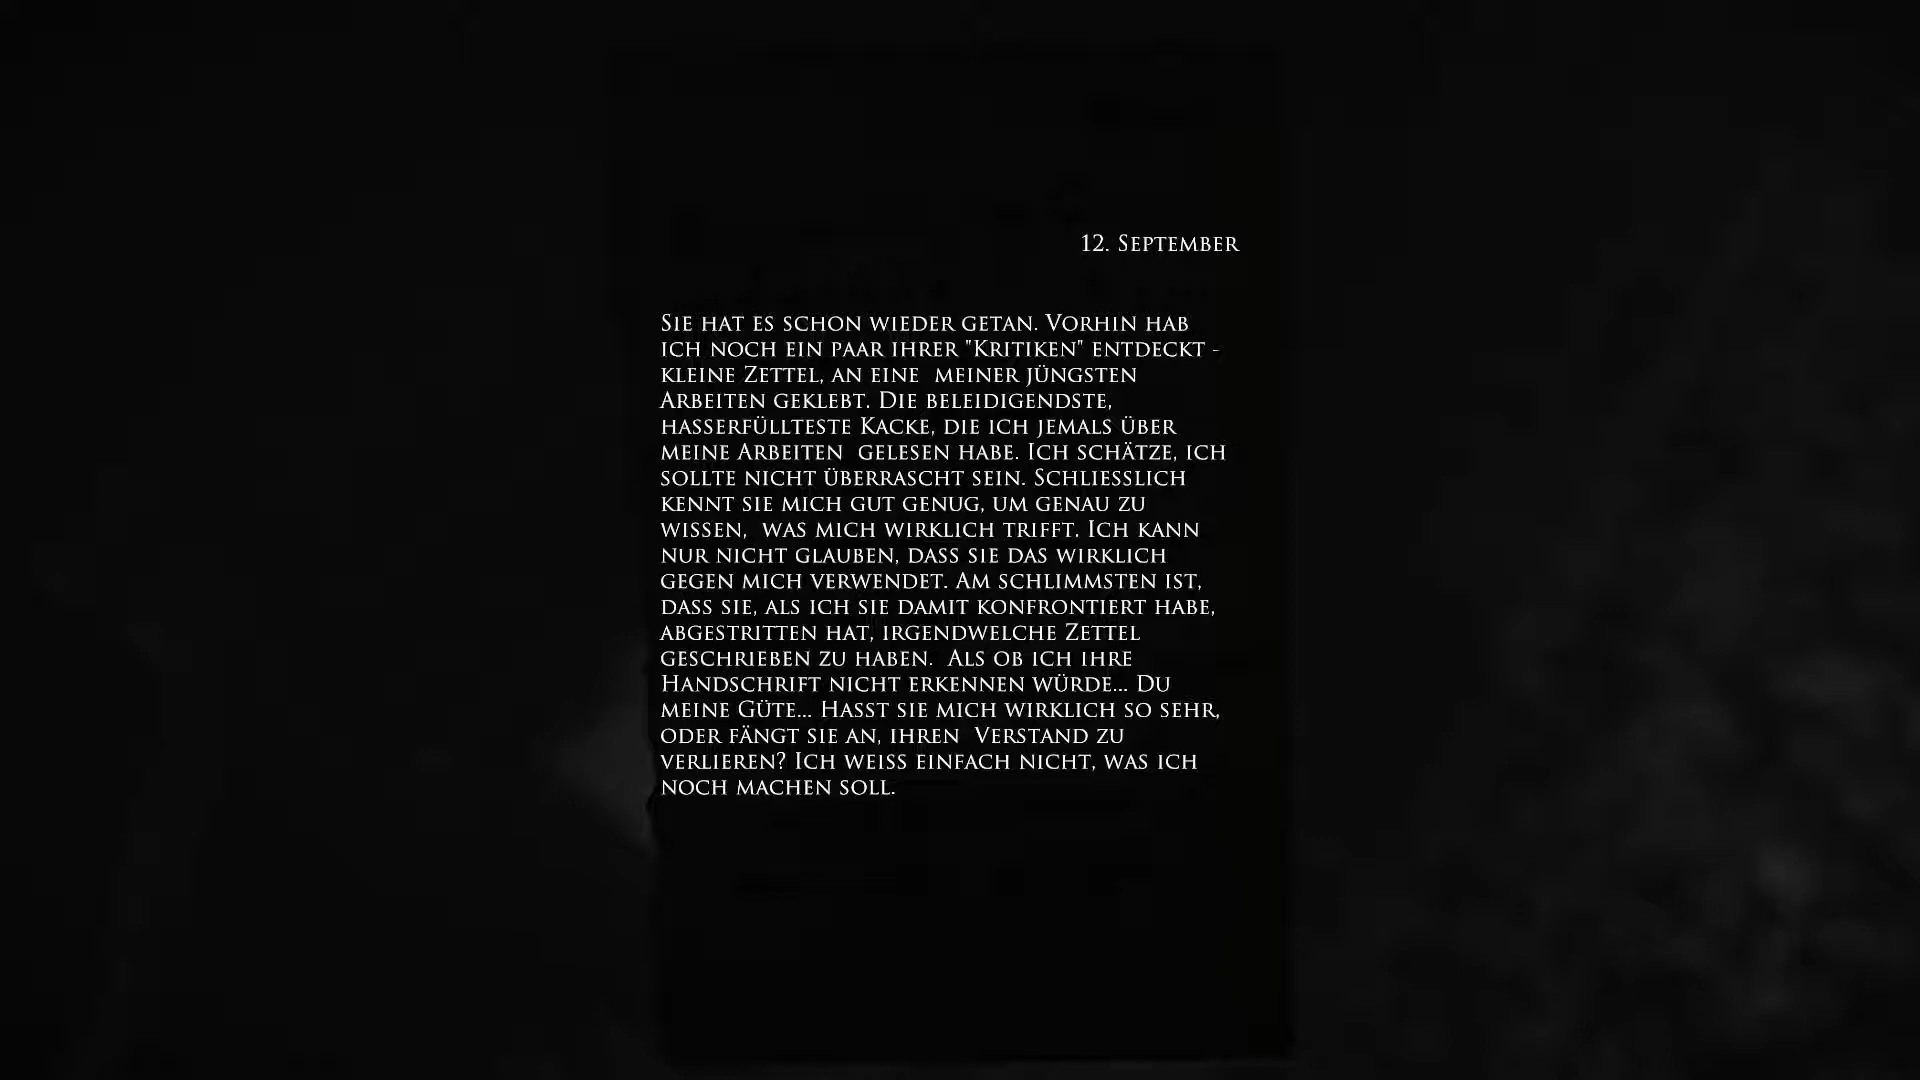 12. September
Sie hat es schon wieder getan. Vorhin hab
ich noch ein paar ihrer "Kritiken" entdeckt -
kleine Zettel, an eine  meiner jüngsten
Arbeiten geklebt. Die beleidigendste,
hasserfüllteste Kacke, die ich jemals über
meine Arbeiten  gelesen habe. Ich schätze, ich
sollte nicht überrascht sein. Schliesslich
kennt sie mich gut genug, um genau zu
wissen,  was mich wirklich trifft. Ich kann
nur nicht glauben, dass sie das wirklich
gegen mich verwendet. Am schlimmsten ist,
dass sie, als ich sie damit konfrontiert habe,
abgestritten hat, irgendwelche Zettel
geschrieben zu haben.  Als ob ich ihre
Handschrift nicht erkennen würde... Du
meine Güte... Hasst sie mich wirklich so sehr,
oder fängt sie an, ihren  Verstand zu
verlieren? Ich weiss einfach nicht, was ich
noch machen soll.